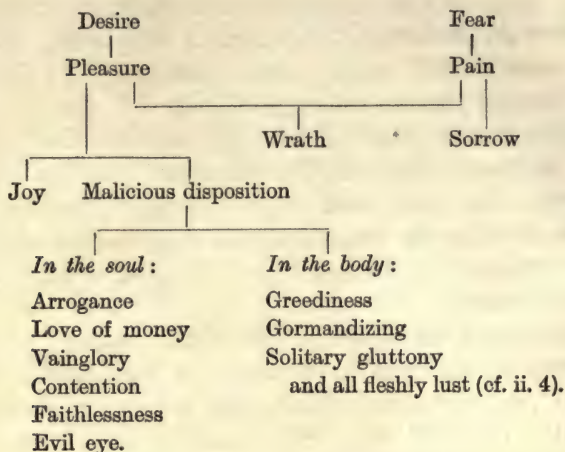 Desire Fear
Pleasure Pain
Wrath Sorrow
Joy Malicious disposition
In the soul: In the body:
Arrogance Greediness
Love of money Gormandizing
Vainglory Solitary gluttony
Contention and all fleshly lust (cf. ii. 4).
Faithlessness
Evil eye.